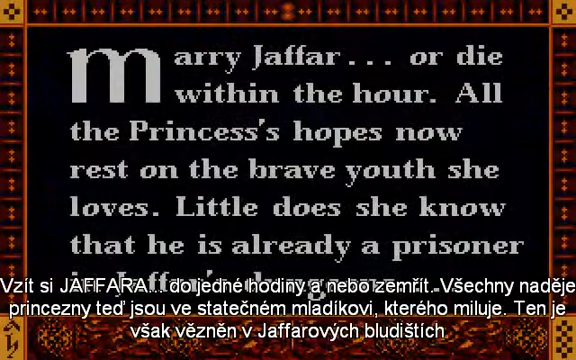 Marry Jaffar... or die
within the hour. All
the Princess's hopes now
rest on the brave youth she
loves. Little does she know
that he is already a prisoner
Vzít si JAFFARA... do jedné hodiny a nebo zemřít. Všechny naděje
princezny teď jsou ve statečném mladíkovi, kterého miluje. Ten je
však vězněn v Jaffarových bludištích